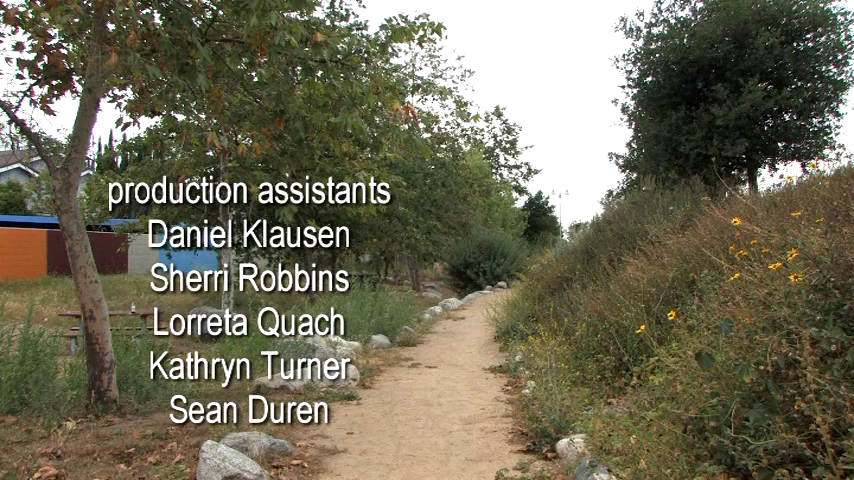 production assistants
Daniel Klausen
Sherri Robbins
Lorreta Quach
Kathryn Turner
Sean Duren